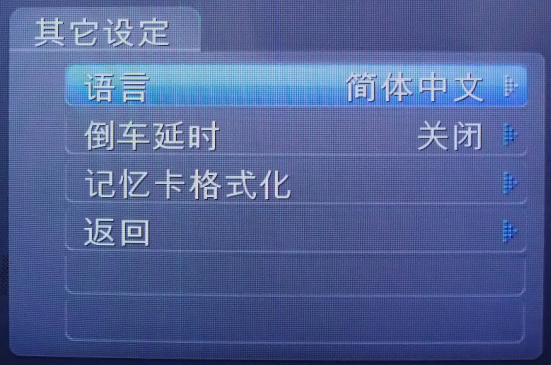 其它设定
语言 简体中文
倒车延时 关闭
记忆卡格式化
返回